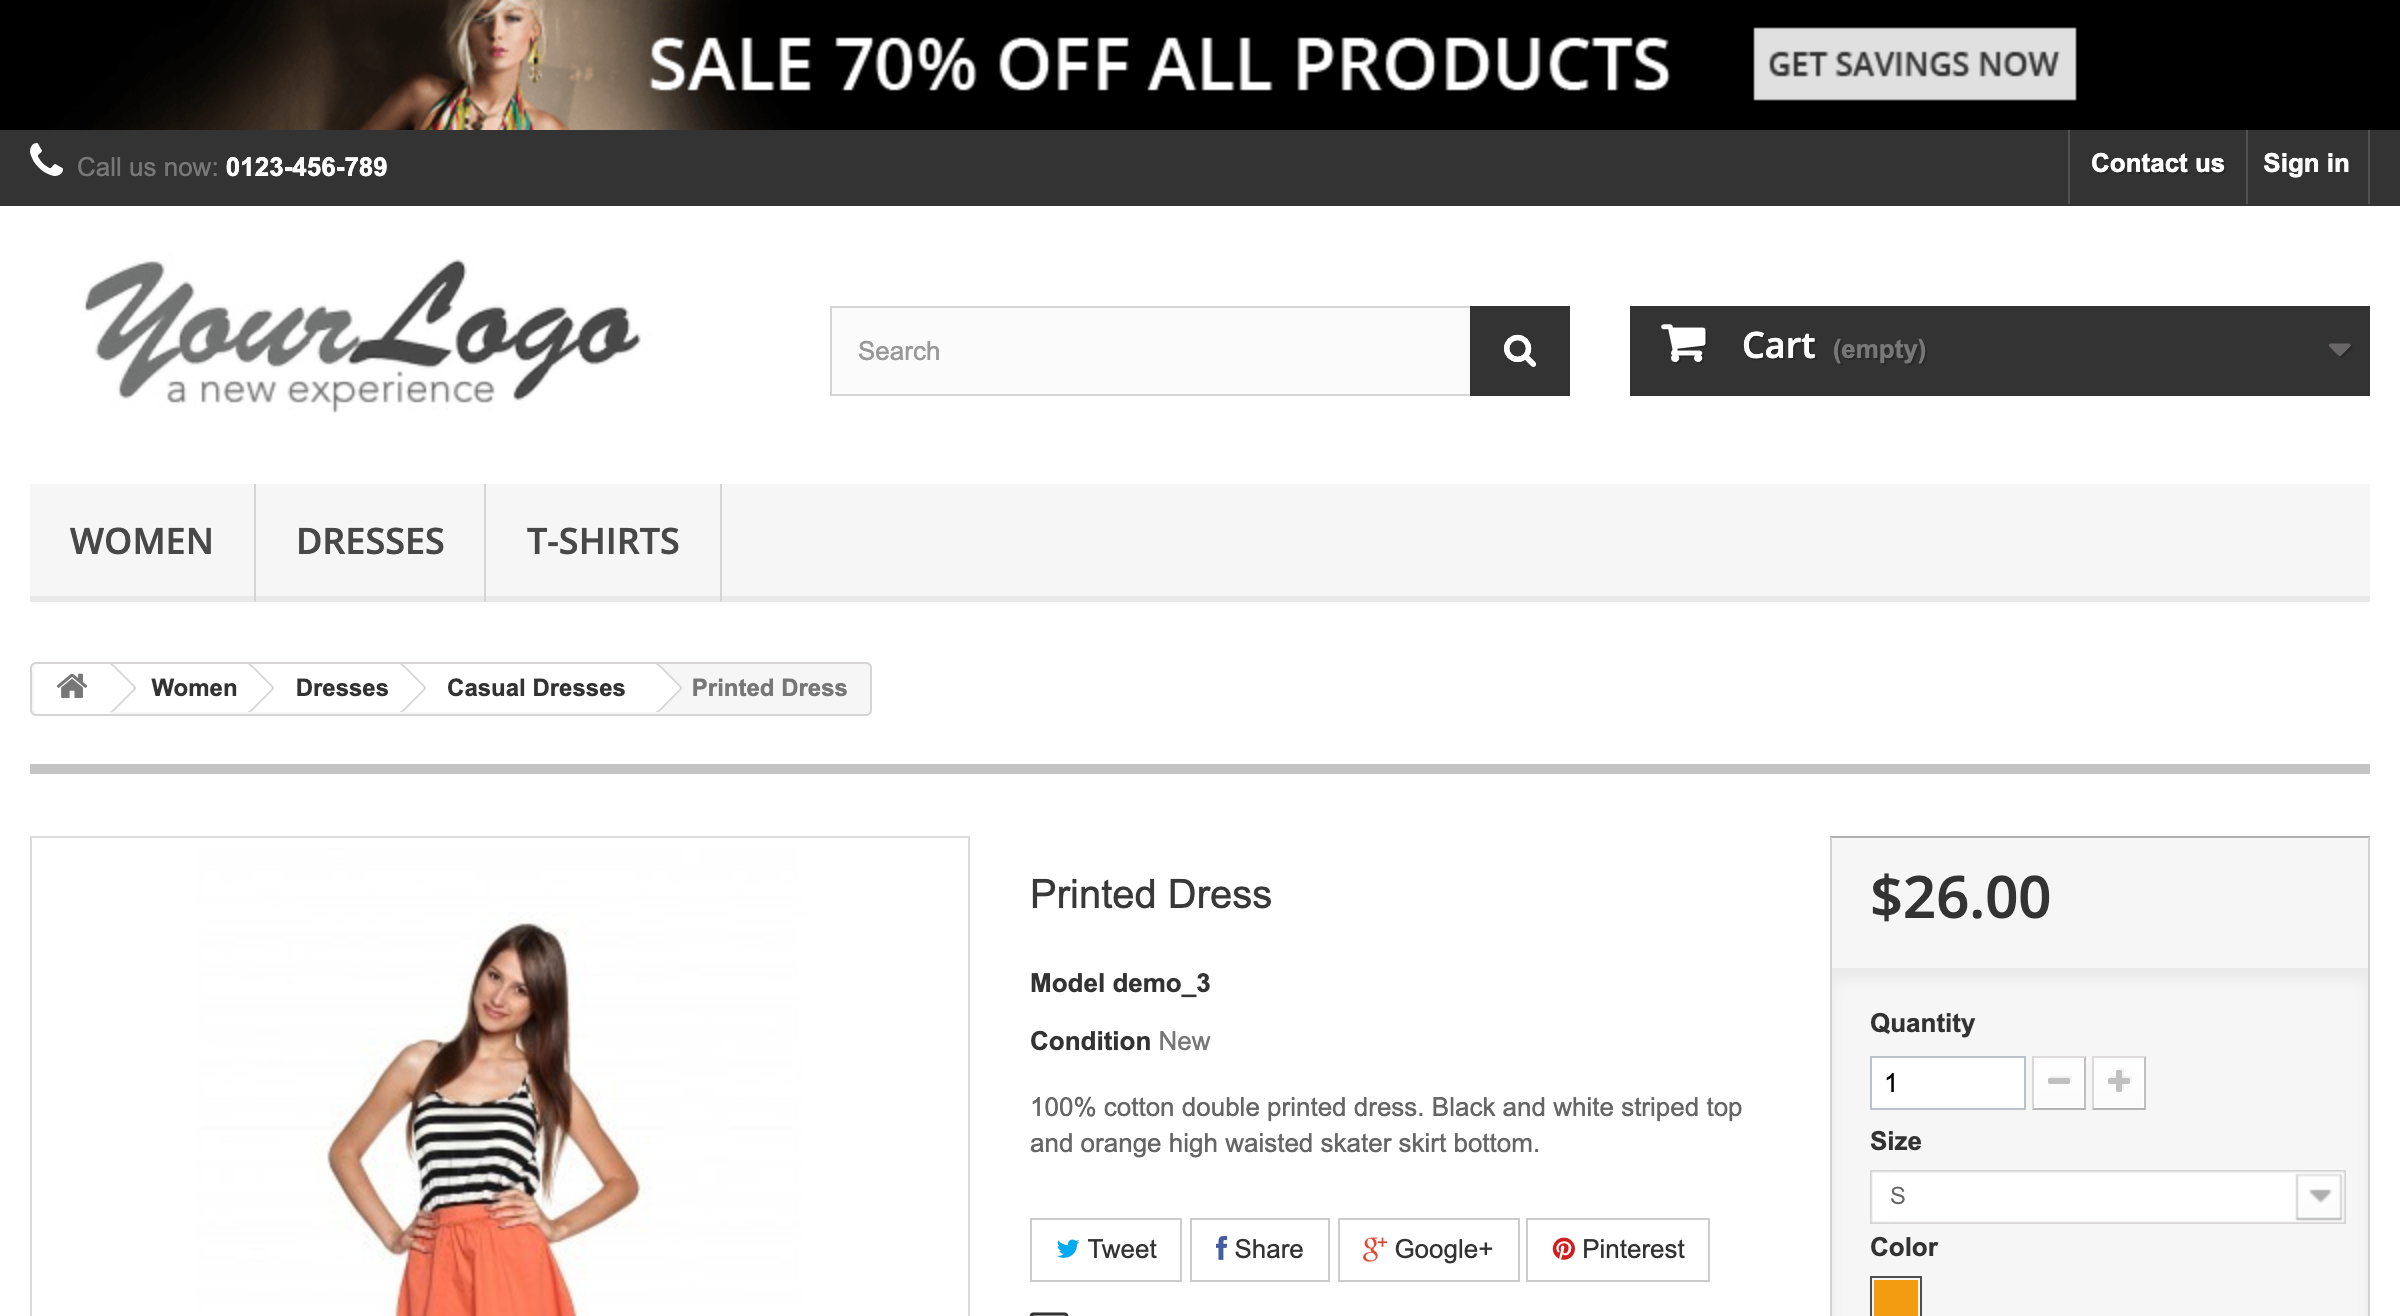 SALE 70% OFF ALL PRODUCTS
GET SAVINGS NOW
Call us now: 0123-456-789
Contact us
Sign in
YourLogo
a new experience
Search
Cart (empty)
WOMEN
DRESSES
T-SHIRTS
Women
Dresses
Casual Dresses
Printed Dress
Printed Dress
Model demo_3
Condition New
100% cotton double printed dress. Black and white striped top
and orange high waisted skater skirt bottom.
Tweet
Share
Google+
Pinterest
$26.00
Quantity
1
Size
S
Color